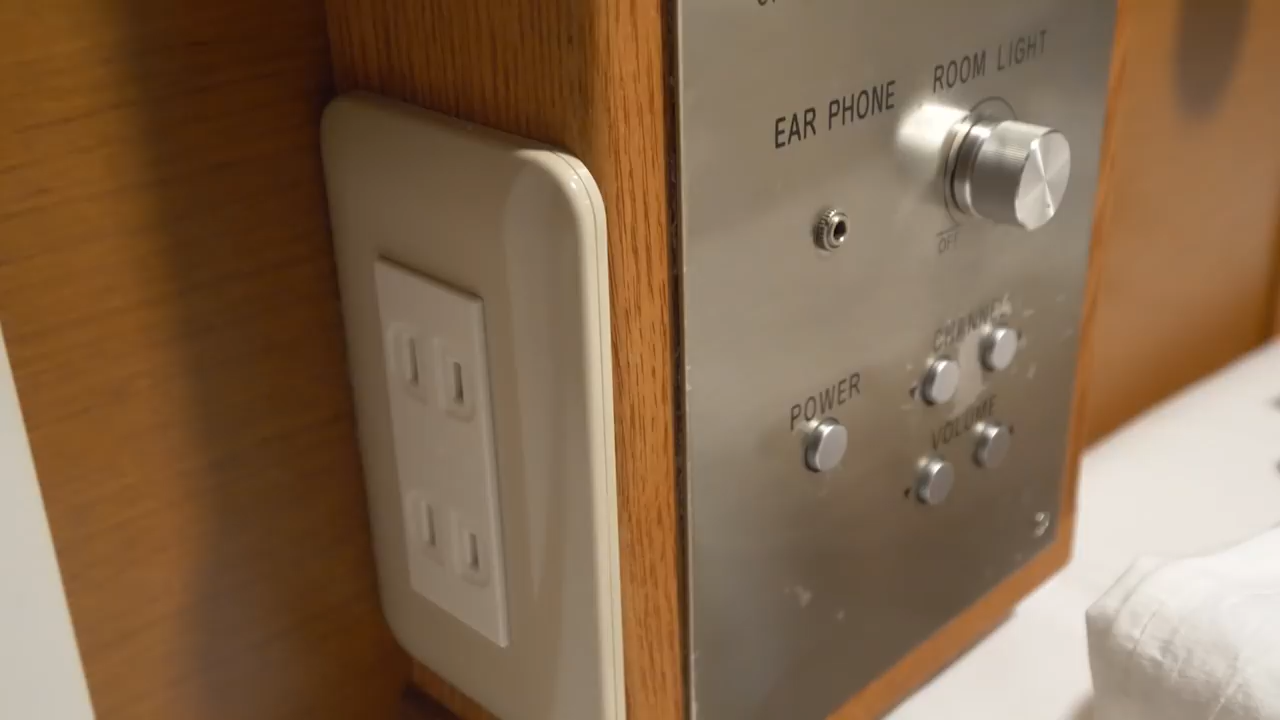 ROOM LIGHT
EAR PHONE
OFF
CHANNEL
POWER
VOLUME